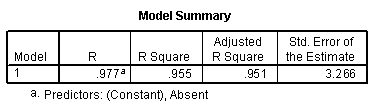 Model Summary
Model R R Square Adjusted R Square Std. Error of the Estimate
1 .977a .955 .951 3.266
a. Predictors: (Constant), Absent